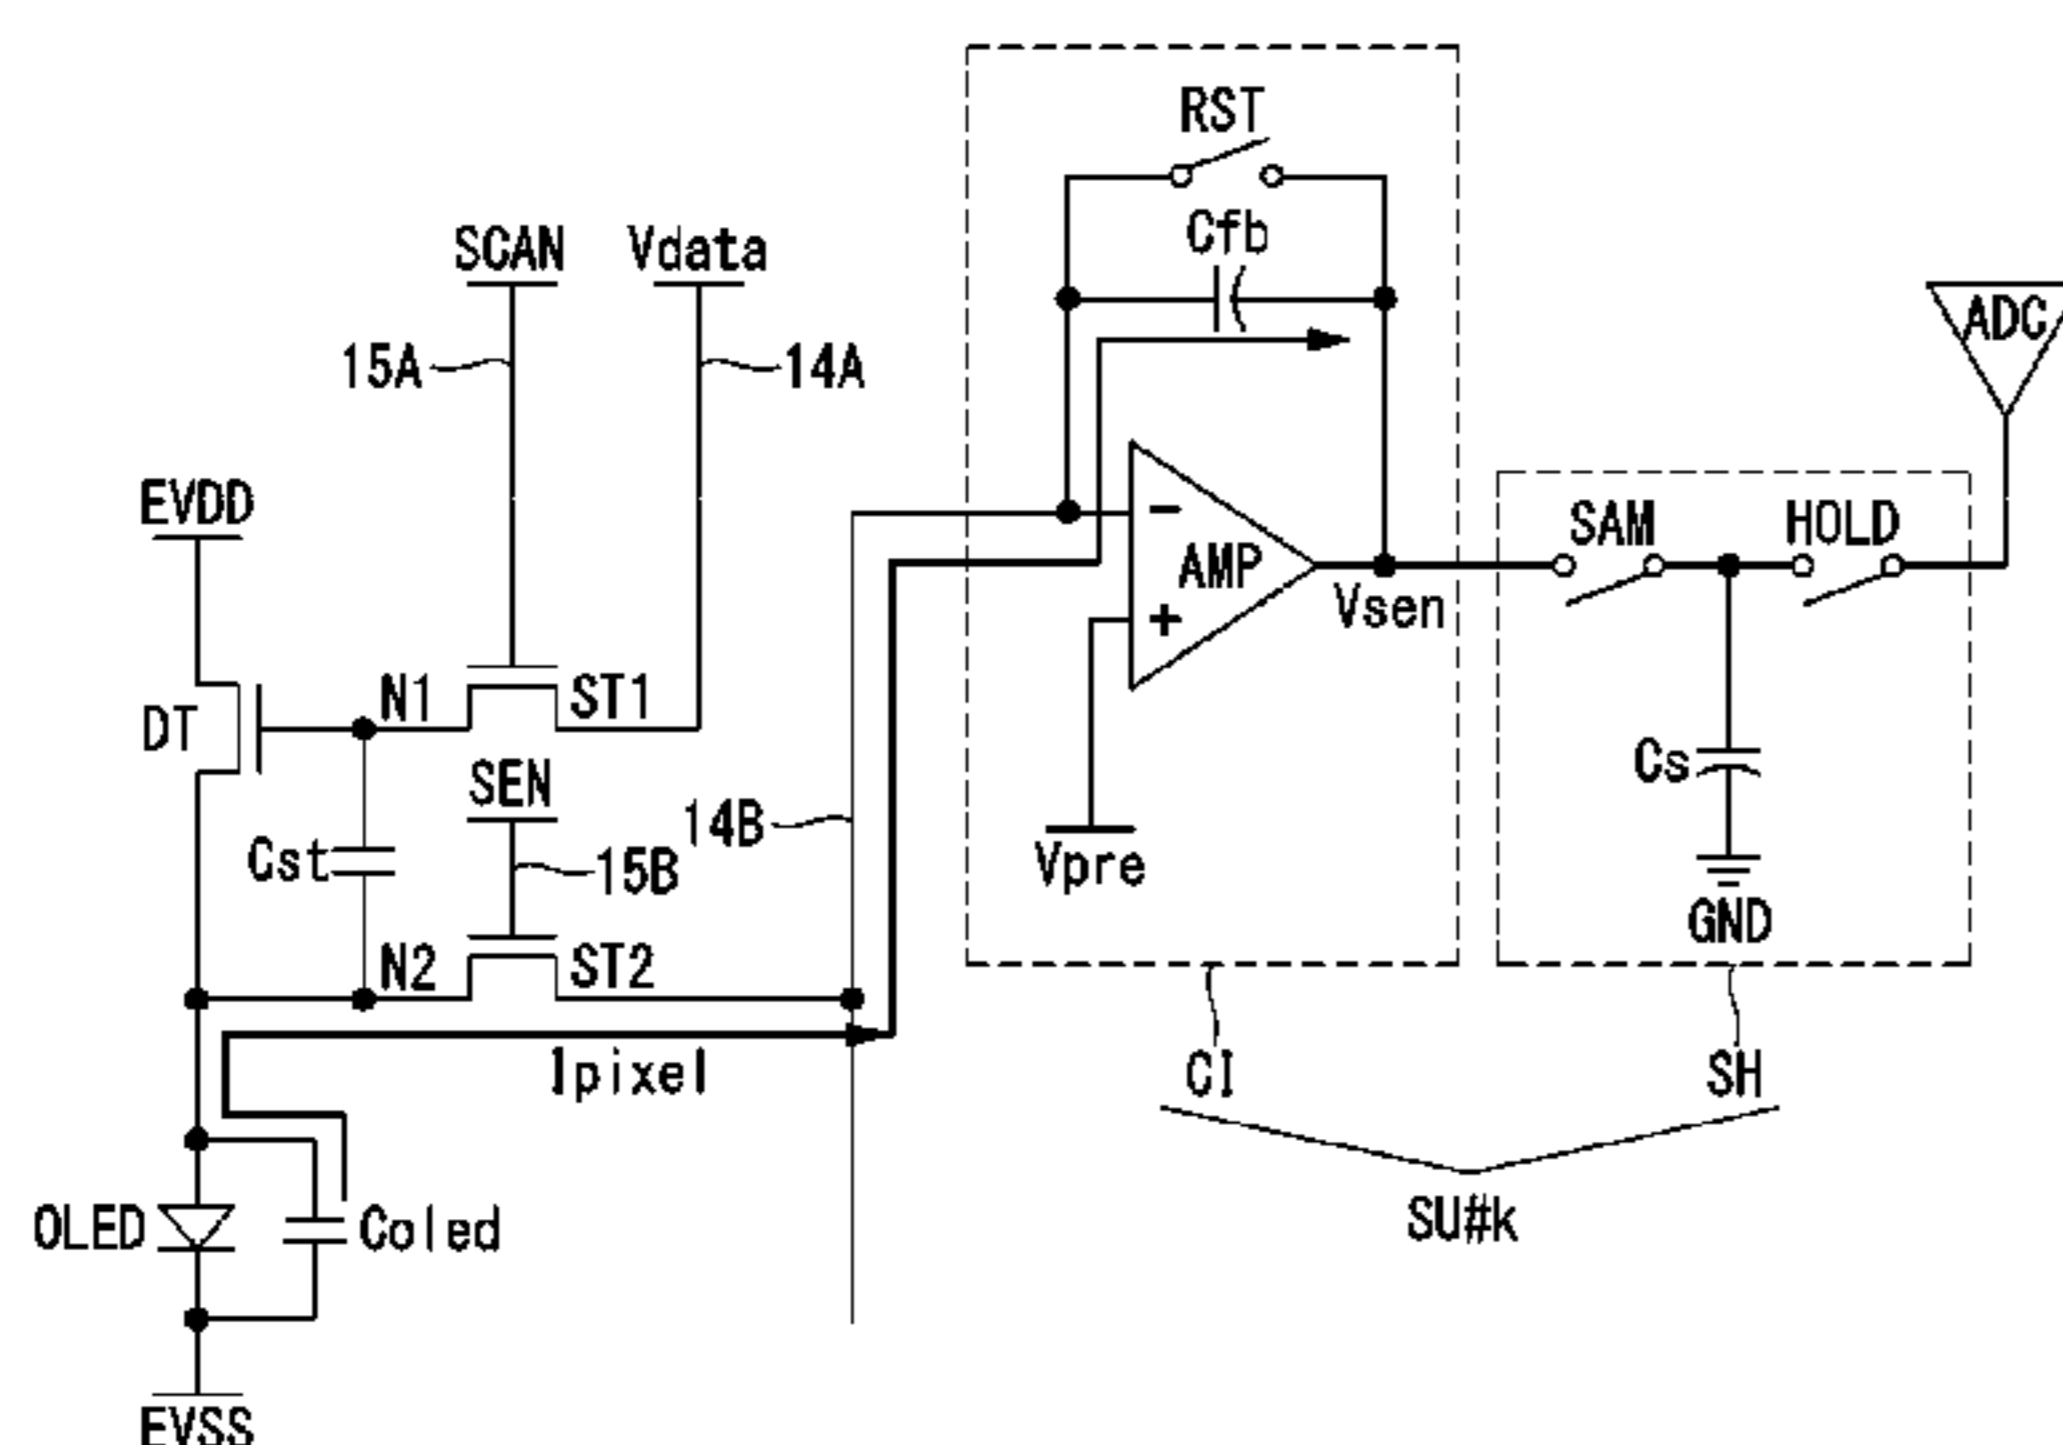 RST
Cfb
SCAN
Vdata
ADC
15A
14A
EVDD
SAM
HOLD
−
AMP
+
Vsen
N1
ST1
DT
SEN
14B
Cs
Cst
15B
Vpre
GND
N2
ST2
Ipixel
CI
SH
OLED
Coled
SU#k
EVSS